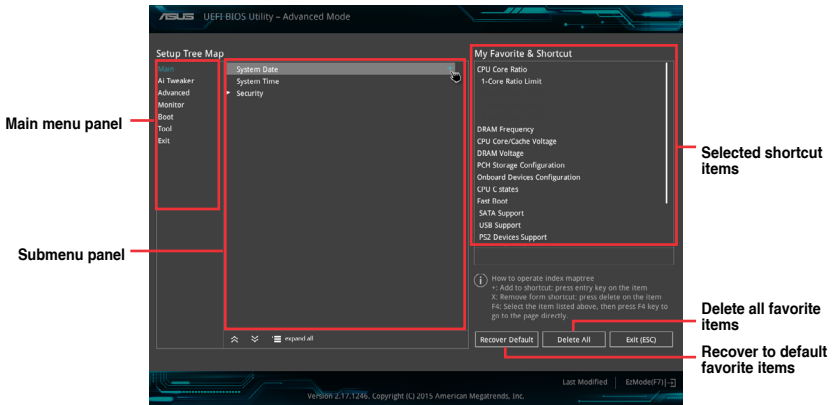 ASUS UEFI BIOS Utility – Advanced Mode
Setup Tree Map
Main
Ai Tweaker
Advanced
Monitor
Boot
Tool
Exit
System Date
System Time
Security
expand all
My Favorite & Shortcut
CPU Core Ratio
1-Core Ratio Limit
DRAM Frequency
CPU Core/Cache Voltage
DRAM Voltage
PCH Storage Configuration
Onboard Devices Configuration
CPU C states
Fast Boot
SATA Support
USB Support
PS2 Devices Support
How to operate index maptree
+: Add to shortcut: press entry key on the item
X: Remove form shortcut: press delete on the item
F4: Select the item listed above, then press F4 key to
go to the page directly.
Recover Default
Delete All
Exit (ESC)
Last Modified
EzMode(F7)
Version 2.17.1246. Copyright (C) 2015 American Megatrends, Inc.
Main menu panel
Submenu panel
Selected shortcut
items
Delete all favorite
items
Recover to default
favorite items